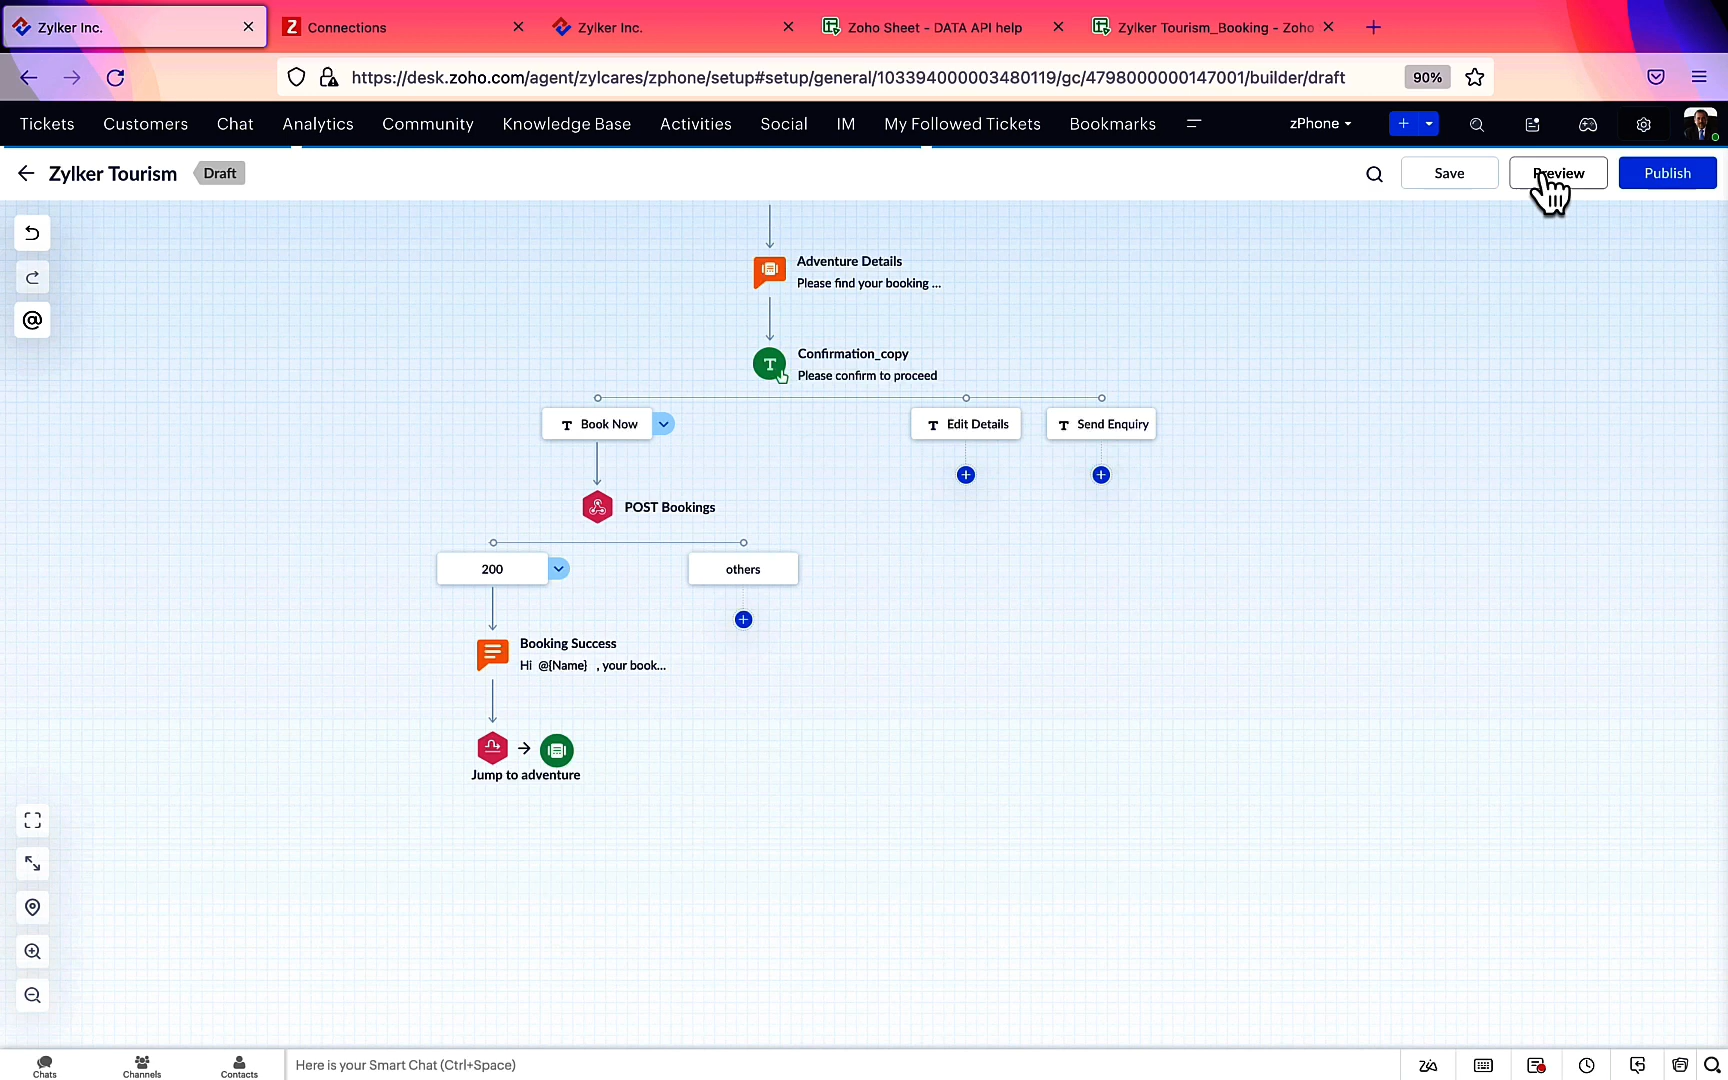 Zylker Inc.
Connections
Zylker Inc.
Zoho Sheet - DATA API help
Zylker Tourism_Booking - Zoho
https://desk.zoho.com/agent/zylcares/zphone/setup#setup/general/103394000003480119/gc/4798000000147001/builder/draft
90%
Tickets
Customers
Chat
Analytics
Community
Knowledge Base
Activities
Social
IM
My Followed Tickets
Bookmarks
zPhone
Zylker Tourism
Draft
Save
Preview
Publish
Adventure Details
Please find your booking ...
Confirmation_copy
Please confirm to proceed
T Book Now
T Edit Details
T Send Enquiry
POST Bookings
200
others
Booking Success
Hi @{Name} , your book...
Jump to adventure
Chats
Channels
Contacts
Here is your Smart Chat (Ctrl+Space)